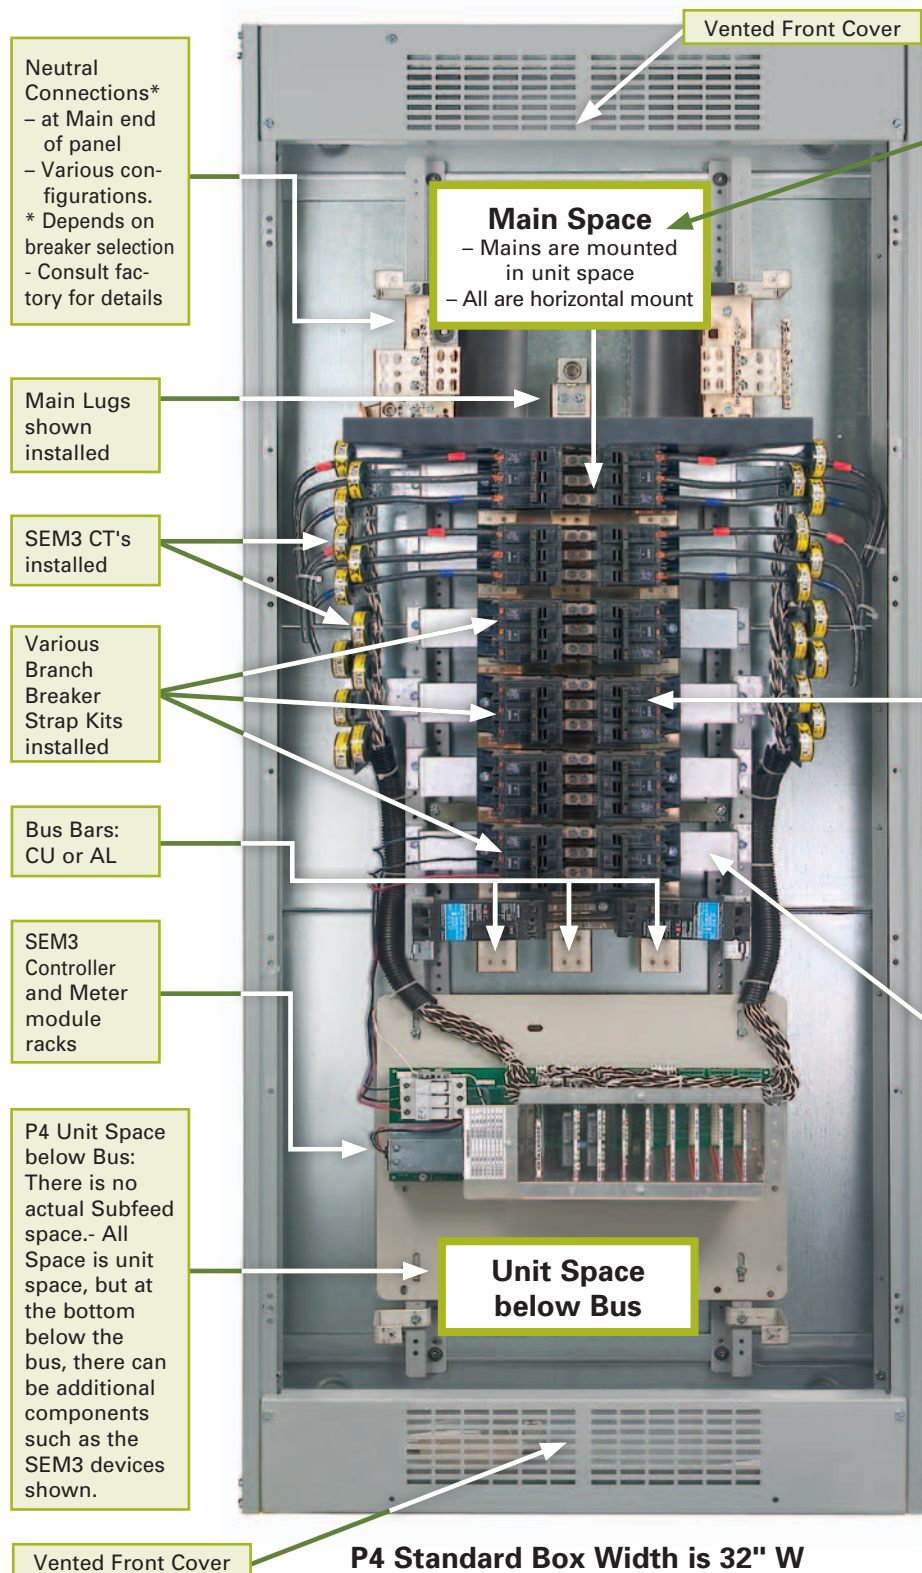 Vented Front Cover
Neutral
Connections*
– at Main end
of panel
– Various con-
figurations.
* Depends on
breaker selection
- Consult fac-
tory for details
Main Space
– Mains are mounted
in unit space
– All are horizontal mount
Main Lugs
shown
installed
SEM3 CT's
installed
Various
Branch
Breaker
Strap Kits
installed
Bus Bars:
CU or AL
SEM3
Controller
and Meter
module
racks
P4 Unit Space
below Bus:
There is no
actual Subfeed
space.- All
Space is unit
space, but at
the bottom
below the
bus, there can
be additional
components
such as the
SEM3 devices
shown.
Unit Space
below Bus
Vented Front Cover
P4 Standard Box Width is 32" W